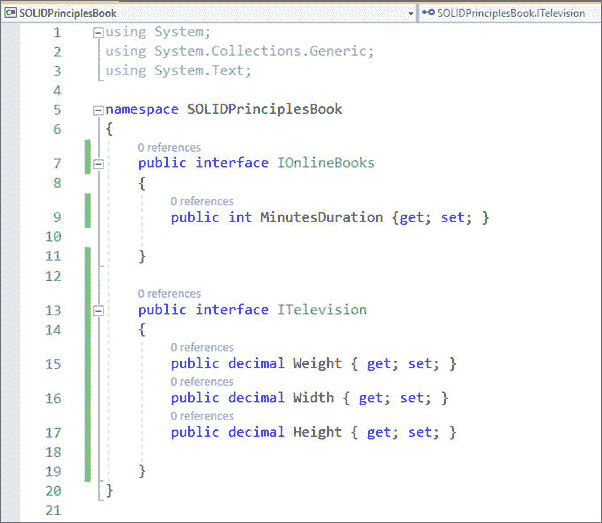 C# SOLIDPrinciplesBook
SOLIDPrinciplesBook.ITelevision
1 using System;
2 using System.Collections.Generic;
3 using System.Text;
4
5 namespace SOLIDPrinciplesBook
6 {
0 references
7 public interface IOnlineBooks
8 {
0 references
9 public int MinutesDuration {get; set; }
10
11 }
12
0 references
13 public interface ITelevision
14 {
0 references
15 public decimal Weight { get; set; }
0 references
16 public decimal Width { get; set; }
0 references
17 public decimal Height { get; set; }
18
19 }
20 }
21